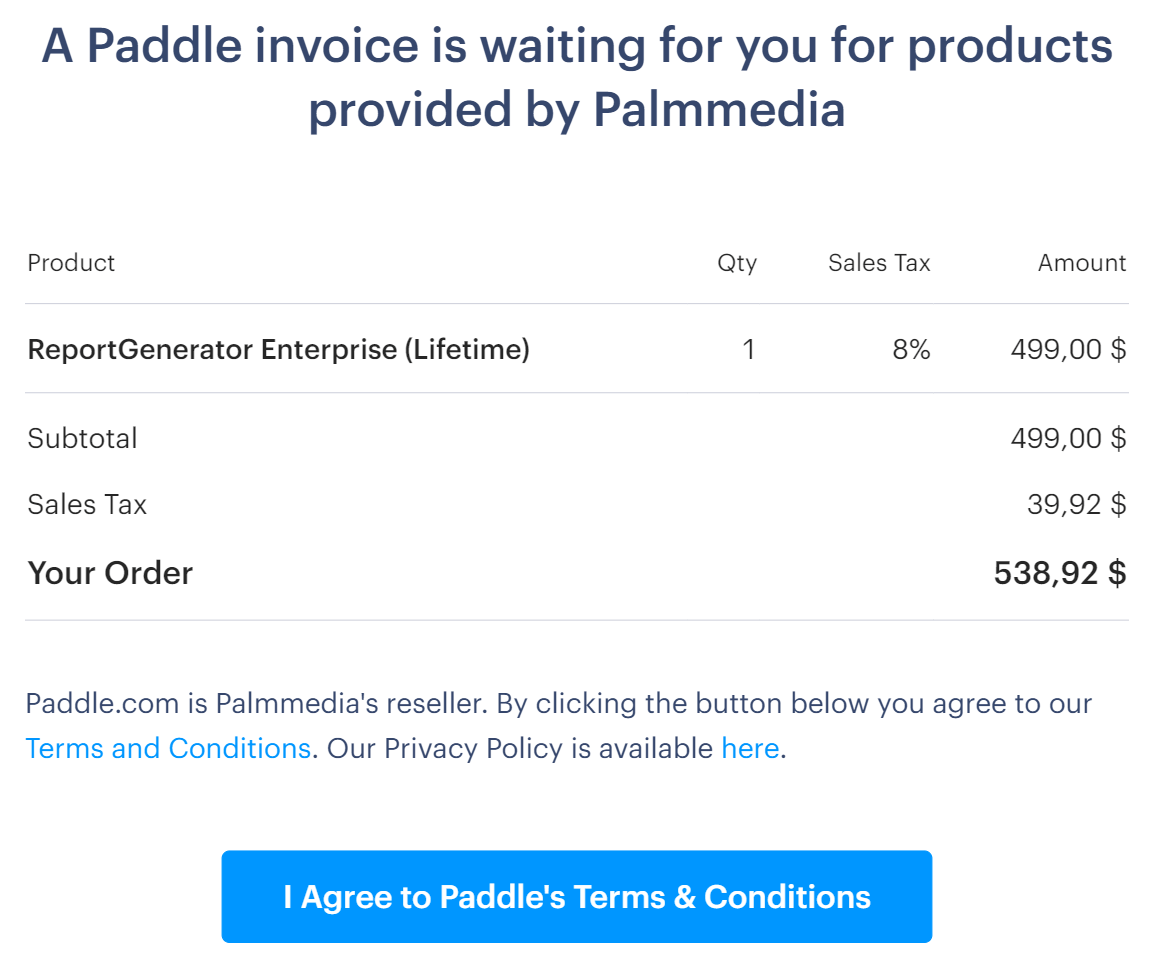 A Paddle invoice is waiting for you for products
provided by Palmmedia
Product Qty Sales Tax Amount
ReportGenerator Enterprise (Lifetime) 1 8% 499,00 $
Subtotal 499,00 $
Sales Tax 39,92 $
Your Order 538,92 $
Paddle.com is Palmmedia's reseller. By clicking the button below you agree to our
Terms and Conditions. Our Privacy Policy is available here.
I Agree to Paddle's Terms & Conditions